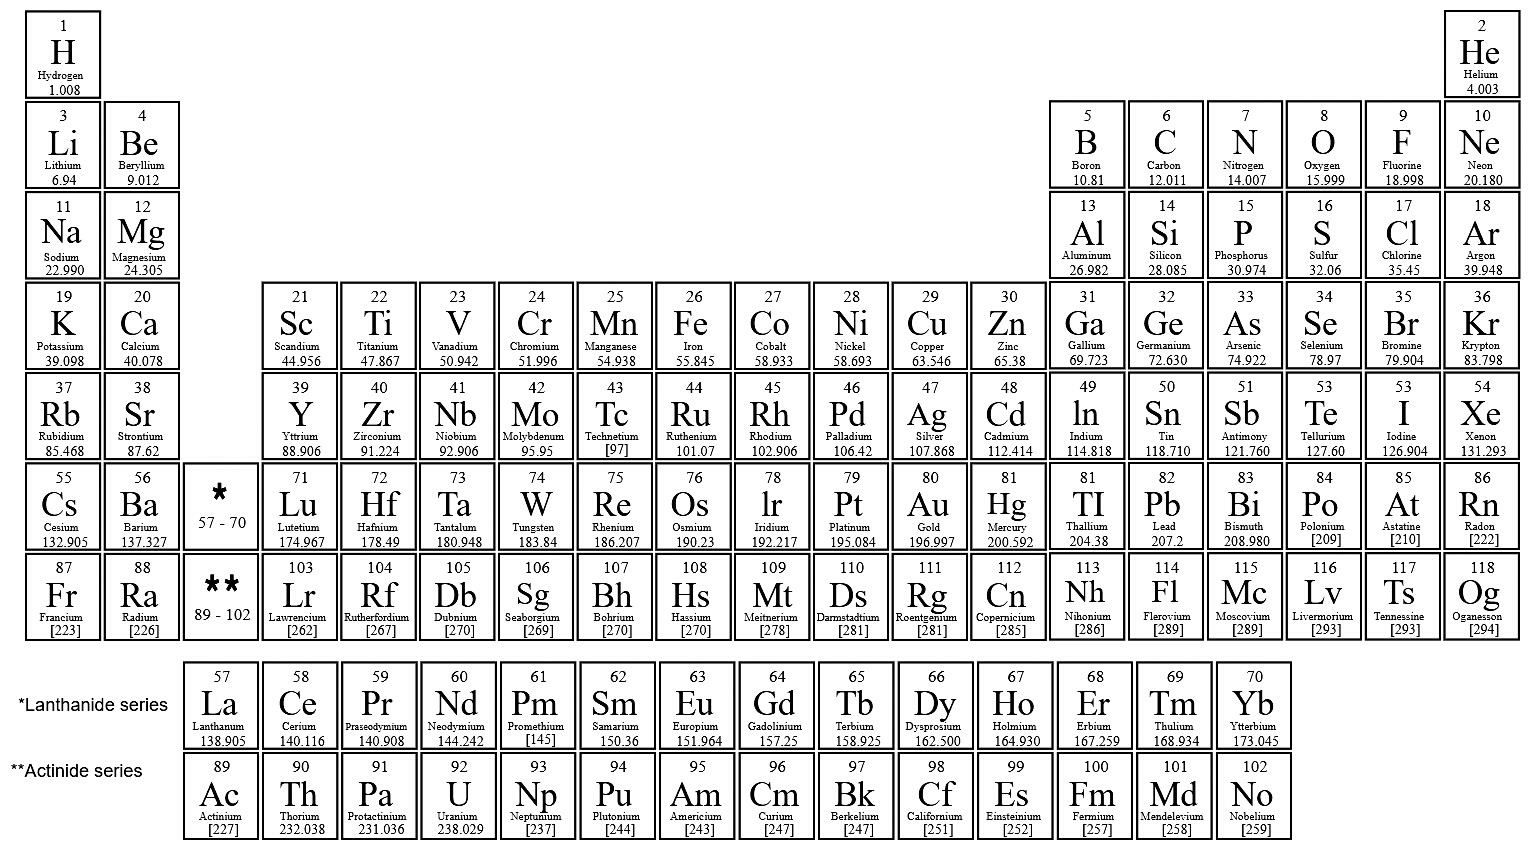 1 2
H He
Hydrogen Helium
1.008 4.003
3 4 5 6 7 8 9 10
Li Be B C N O F Ne
Lithium Beryllium Boron Carbon Nitrogen Oxygen Fluorine Neon
6.94 9.012 10.81 12.011 14.007 15.999 18.998 20.180
11 12 13 14 15 16 17 18
Na Mg Al Si P S Cl Ar
Sodium Magnesium Aluminum Silicon Phosphorus Sulfur Chlorine Argon
22.990 24.305 26.982 28.085 30.974 32.06 35.45 39.948
19 20 21 22 23 24 25 26 27 28 29 30 31 32 33 34 35 36
K Ca Sc Ti V Cr Mn Fe Co Ni Cu Zn Ga Ge As Se Br Kr
Potassium Calcium Scandium Titanium Vanadium Chromium Manganese Iron Cobalt Nickel Copper Zinc Gallium Germanium Arsenic Selenium Bromine Krypton
39.098 40.078 44.956 47.867 50.942 51.996 54.938 55.845 58.933 58.693 63.546 65.38 69.723 72.630 74.922 78.97 79.904 83.798
37 38 39 40 41 42 43 44 45 46 47 48 49 50 51 53 53 54
Rb Sr Y Zr Nb Mo Tc Ru Rh Pd Ag Cd ln Sn Sb Te I Xe
Rubidium Strontium Yttrium Zirconium Niobium Molybdenum Technetium Ruthenium Rhodium Palladium Silver Cadmium Indium Tin Antimony Tellurium Iodine Xenon
85.468 87.62 88.906 91.224 92.906 95.95 [97] 101.07 102.906 106.42 107.868 112.414 114.818 118.710 121.760 127.60 126.904 131.293
55 56 * 71 72 73 74 75 76 78 79 80 81 81 82 83 84 85 86
Cs Ba Lu Hf Ta W Re Os lr Pt Au Hg TI Pb Bi Po At Rn
Cesium Barium 57 - 70 Lutetium Hafnium Tantalum Tungsten Rhenium Osmium Iridium Platinum Gold Mercury Thallium Lead Bismuth Polonium Astatine Radon
132.905 137.327 174.967 178.49 180.948 183.84 186.207 190.23 192.217 195.084 196.997 200.592 204.38 207.2 208.980 [209] [210] [222]
87 88 ** 103 104 105 106 107 108 109 110 111 112 113 114 115 116 117 118
Fr Ra Lr Rf Db Sg Bh Hs Mt Ds Rg Cn Nh Fl Mc Lv Ts Og
Francium Radium 89 - 102 Lawrencium Rutherfordium Dubnium Seaborgium Bohrium Hassium Meitnerium Darmstadtium Roentgenium Copernicium Nihonium Flerovium Moscovium Livermorium Tennessine Oganesson
[223] [226] [262] [267] [270] [269] [270] [270] [278] [281] [281] [285] [286] [289] [289] [293] [293] [294]
57 58 59 60 61 62 63 64 65 66 67 68 69 70
*Lanthanide series La Ce Pr Nd Pm Sm Eu Gd Tb Dy Ho Er Tm Yb
Lanthanum Cerium Praseodymium Neodymium Promethium Samarium Europium Gadolinium Terbium Dysprosium Holmium Erbium Thulium Ytterbium
138.905 140.116 140.908 144.242 [145] 150.36 151.964 157.25 158.925 162.500 164.930 167.259 168.934 173.045
**Actinide series 89 90 91 92 93 94 95 96 97 98 99 100 101 102
Ac Th Pa U Np Pu Am Cm Bk Cf Es Fm Md No
Actinium Thorium Protactinium Uranium Neptunium Plutonium Americium Curium Berkelium Californium Einsteinium Fermium Mendelevium Nobelium
[227] 232.038 231.036 238.029 [237] [244] [243] [247] [247] [251] [252] [257] [258] [259]